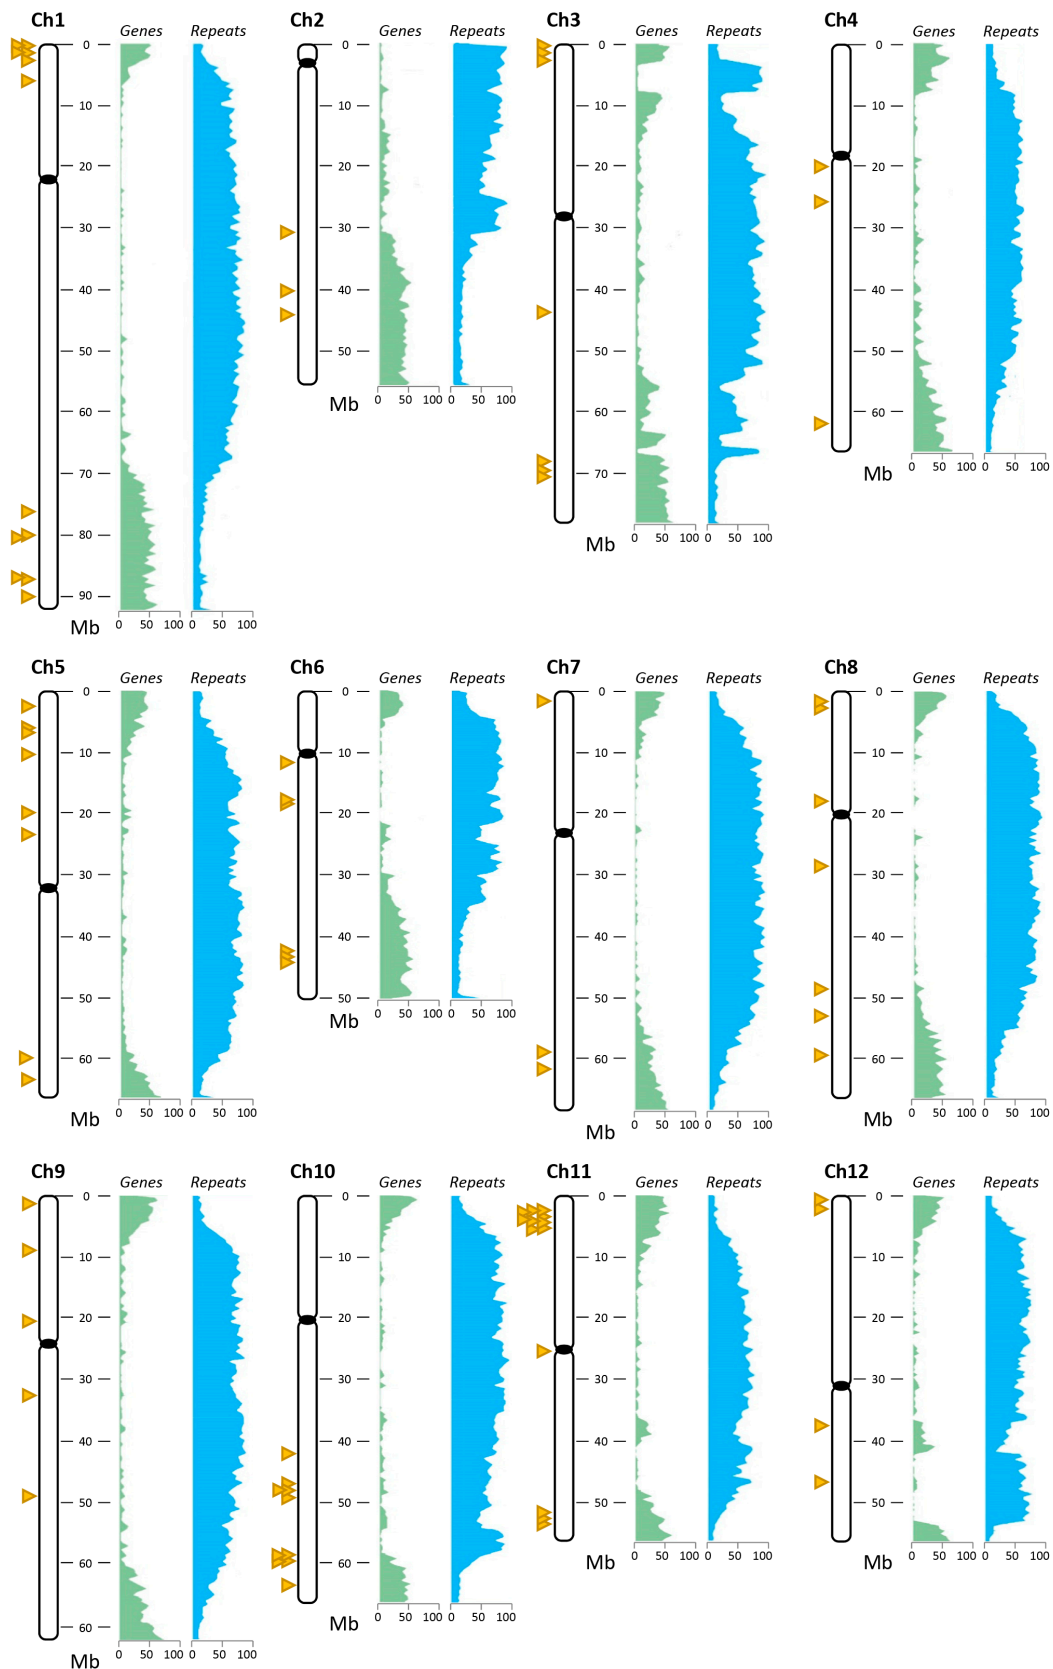 Ch1 Genes Repeats Ch2 Genes Repeats Ch3 Genes Repeats Ch4 Genes Repeats
0 0 0 0
10 10 10 10
20 20 20 20
30 30 30 30
40 40 40 40
50 50 50 50
0 50 100 0 50 100
Mb
60 60 60
0 50 100 0 50 100
70 70 Mb
0 50 100 0 50 100
80 Mb
90
0 50 100 0 50 100
Mb
Ch5 Genes Repeats Ch6 Genes Repeats Ch7 Genes Repeats Ch8 Genes Repeats
0 0 0 0
10 10 10 10
20 20 20 20
30 30 30 30
40 40 40 40
50 50 50 50
0 50 100 0 50 100
Mb
60 60 60
0 50 100 0 50 100 0 50 100 0 50 100 0 50 100 0 50 100
Mb Mb Mb
Ch9 Genes Repeats Ch10 Genes Repeats Ch11 Genes Repeats Ch12 Genes Repeats
0 0 0 0
10 10 10 10
20 20 20 20
30 30 30 30
40 40 40 40
50 50 50 50
0 50 100 0 50 100 0 50 100 0 50 100
60 60 Mb Mb
0 50 100 0 50 100
60 Mb
0 50 100 0 50 100
Mb